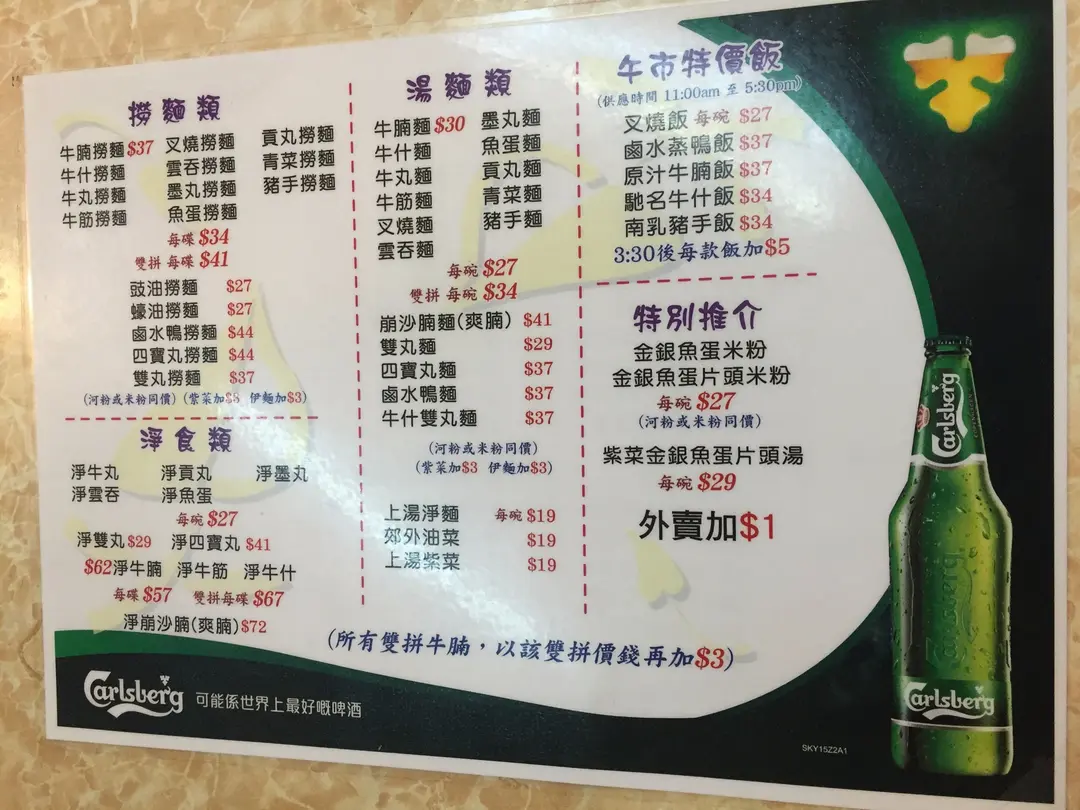 撈麵類
牛腩撈麵$37 叉燒撈麵 貢丸撈麵
牛什撈麵 雲吞撈麵 青菜撈麵
牛丸撈麵 墨丸撈麵 豬手撈麵
牛筋撈麵 魚蛋撈麵
每碟 $34
雙拼 每碟 $41
豉油撈麵 $27
蠔油撈麵 $27
鹵水鴨撈麵 $44
四寶丸撈麵 $44
雙丸撈麵 $37
(河粉或米粉同價) (紫菜加 伊麵加$3)
淨食類
淨牛丸 淨貢丸 淨墨丸
淨雲吞 淨魚蛋
每碗 $27
淨雙丸 $29 淨四寶丸 $41
$62淨牛腩 淨牛筋 淨牛什
每碟 $57 雙拼每碟 $67
淨崩沙腩(爽腩)$72
湯麵類
牛腩麵$30 墨丸麵
牛什麵 魚蛋麵
牛丸麵 貢丸麵
牛筋麵 青菜麵
叉燒麵 豬手麵
雲吞麵
每碗 $27
雙拼 每碗 $34
崩沙腩麵(爽腩) $41
雙丸麵 $29
四寶丸麵 $37
鹵水鴨麵 $37
牛什雙丸麵 $37
(河粉或米粉同價)
(紫菜加$3 伊麵加$3)
上湯淨麵 每碗 $19
郊外油菜 $19
上湯紫菜 $19
午市特價飯
(供應時間 11:00am 至 5:30pm)
叉燒飯 每碗 $27
鹵水蒸鴨飯 $37
原汁牛腩飯 $37
馳名牛什飯 $34
南乳豬手飯 $34
3:30後每款飯加$5
特別推介
金銀魚蛋米粉
金銀魚蛋片頭米粉
每碗 $27
(河粉或米粉同價)
紫菜金銀魚蛋片頭湯
每碗 $29
外賣加$1
(所有雙拼牛腩，以該雙拼價錢再加$3)
Carlsberg 可能係世界上最好嘅啤酒
Carlsberg
Carlsberg
Carlsberg
SKY15Z2A1